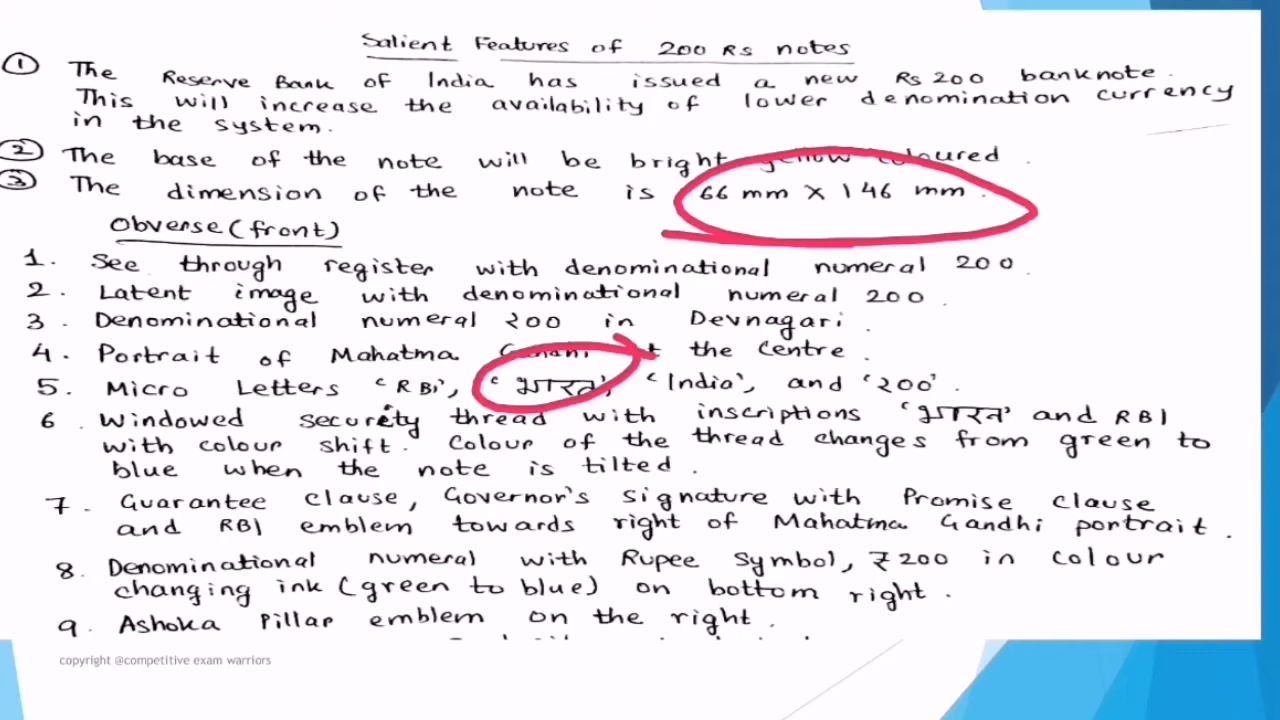 Salient Features of 200 Rs notes
① The Reserve Bank of India has issued a new Rs 200 banknote.
This will increase the availability of lower denomination currency
in the system.
② The base of the note will be bright yellow coloured.
③ The dimension of the note is 66 mm X 146 mm.
Obverse (front)
1. See through register with denominational numeral 200.
2. Latent image with denominational numeral 200.
3. Denominational numeral २00 in Devnagari.
4. Portrait of Mahatma Gandhi at the centre.
5. Micro Letters 'RBI', 'भारत', 'India', and '२00'.
6. Windowed security thread with inscriptions 'भारत' and RBI
with colour shift. Colour of the thread changes from green to
blue when the note is tilted.
7. Guarantee clause, Governor's signature with Promise clause
and RBI emblem towards right of Mahatma Gandhi portrait.
8. Denominational numeral with Rupee Symbol, ₹200 in colour
changing ink (green to blue) on bottom right.
9. Ashoka Pillar emblem on the right.
copyright @competitive exam warriors